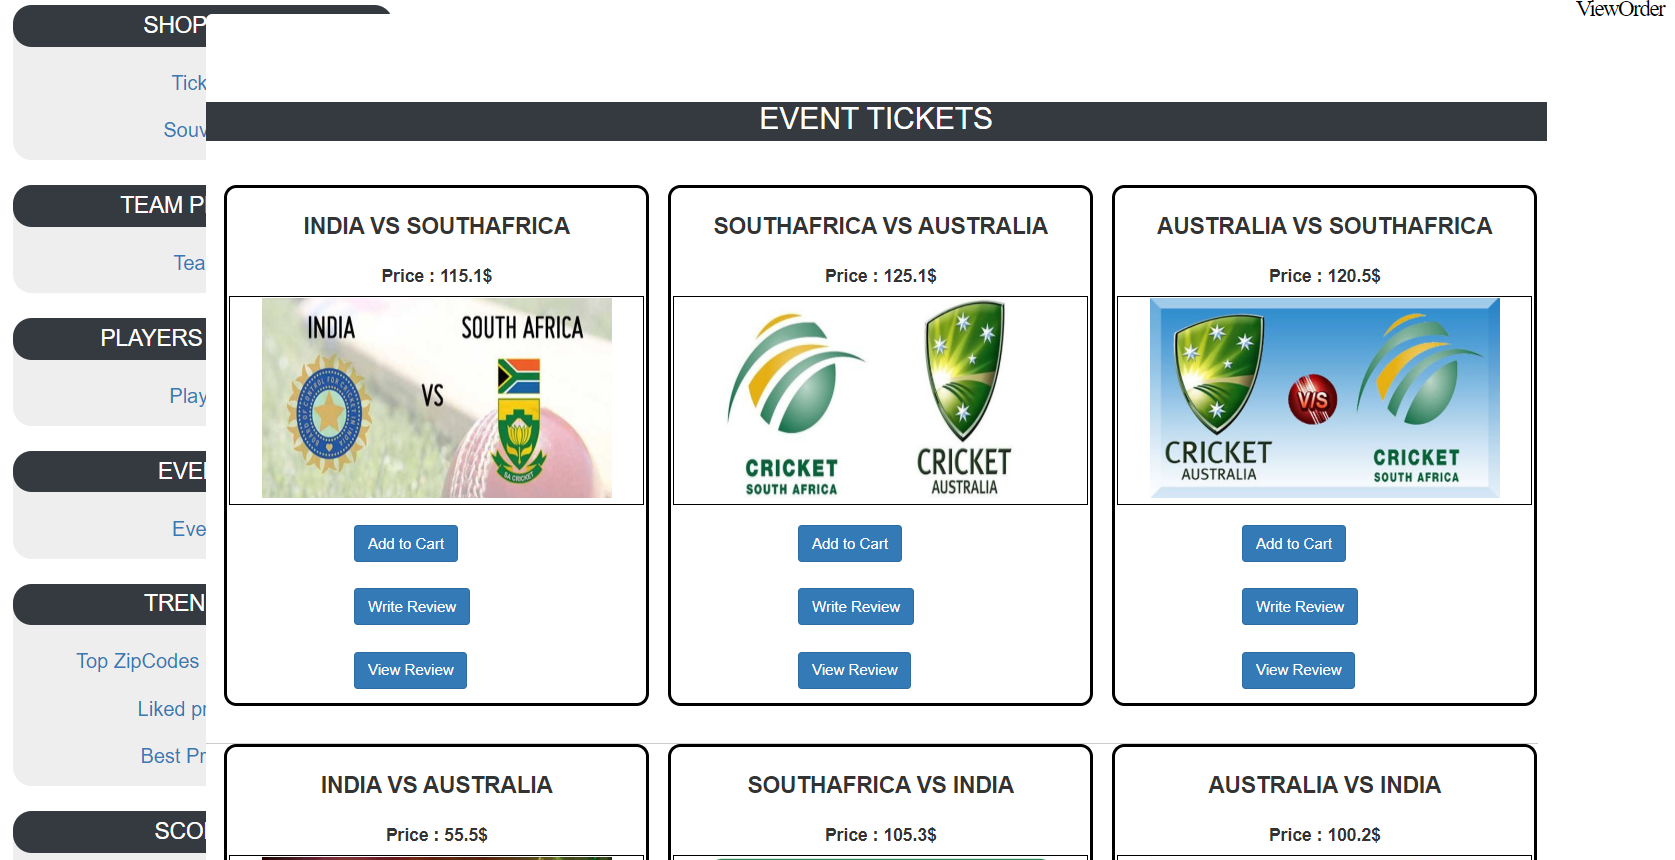 ViewOrder
SHOP
Tick
Souv
TEAM P
Tea
PLAYERS
Play
EVE
Eve
TREN
Top ZipCodes
Liked pr
Best Pr
SCO
EVENT TICKETS
INDIA VS SOUTHAFRICA
Price : 115.1$
INDIA
SOUTH AFRICA
VS
SA CRICKET
Add to Cart
Write Review
View Review
SOUTHAFRICA VS AUSTRALIA
Price : 125.1$
CRICKET
SOUTH AFRICA
CRICKET
AUSTRALIA
Add to Cart
Write Review
View Review
AUSTRALIA VS SOUTHAFRICA
Price : 120.5$
V/S
CRICKET
AUSTRALIA
CRICKET
SOUTH AFRICA
Add to Cart
Write Review
View Review
INDIA VS AUSTRALIA
Price : 55.5$
SOUTHAFRICA VS INDIA
Price : 105.3$
AUSTRALIA VS INDIA
Price : 100.2$